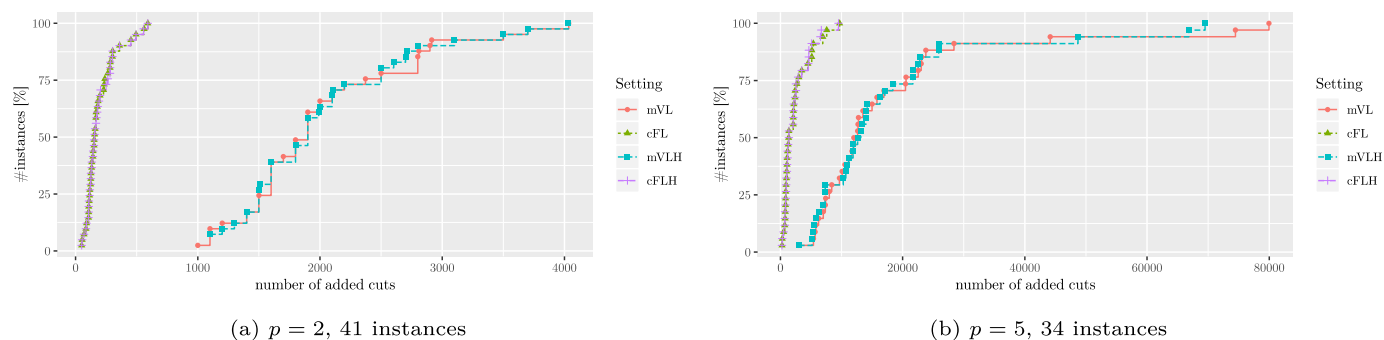 100
75
50
25
0
#instances [%]
0
1000
2000
3000
4000
number of added cuts
Setting
mVL
cFL
mVLH
cFLH
(a) p = 2, 41 instances
100
75
50
25
0
#instances [%]
0
20000
40000
60000
80000
number of added cuts
Setting
mVL
cFL
mVLH
cFLH
(b) p = 5, 34 instances